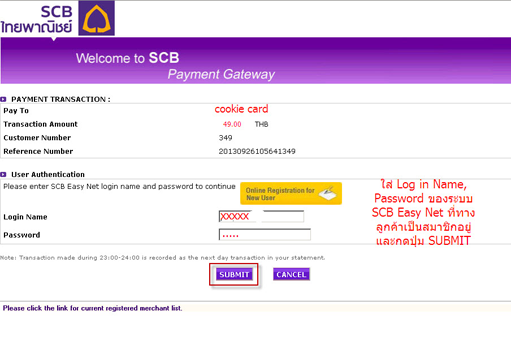 SCB
ไทยพาณิชย์
Welcome to SCB
Payment Gateway
PAYMENT TRANSACTION :
Pay To cookie card
Transaction Amount 49.00 THB
Customer Number 349
Reference Number 20130926105641349
User Authentication
Please enter SCB Easy Net login name and password to continue
Online Registration for
New User
Login Name XXXXX
Password .....
ใส่ Log in Name,
Password ของระบบ
SCB Easy Net ที่ทาง
ลูกค้าเป็นสมาชิกอยู่
และกดปุ่ม SUBMIT
Note: Transaction made during 23:00-24:00 is recorded as the next day transaction in your statement.
SUBMIT CANCEL
Please click the link for current registered merchant list.